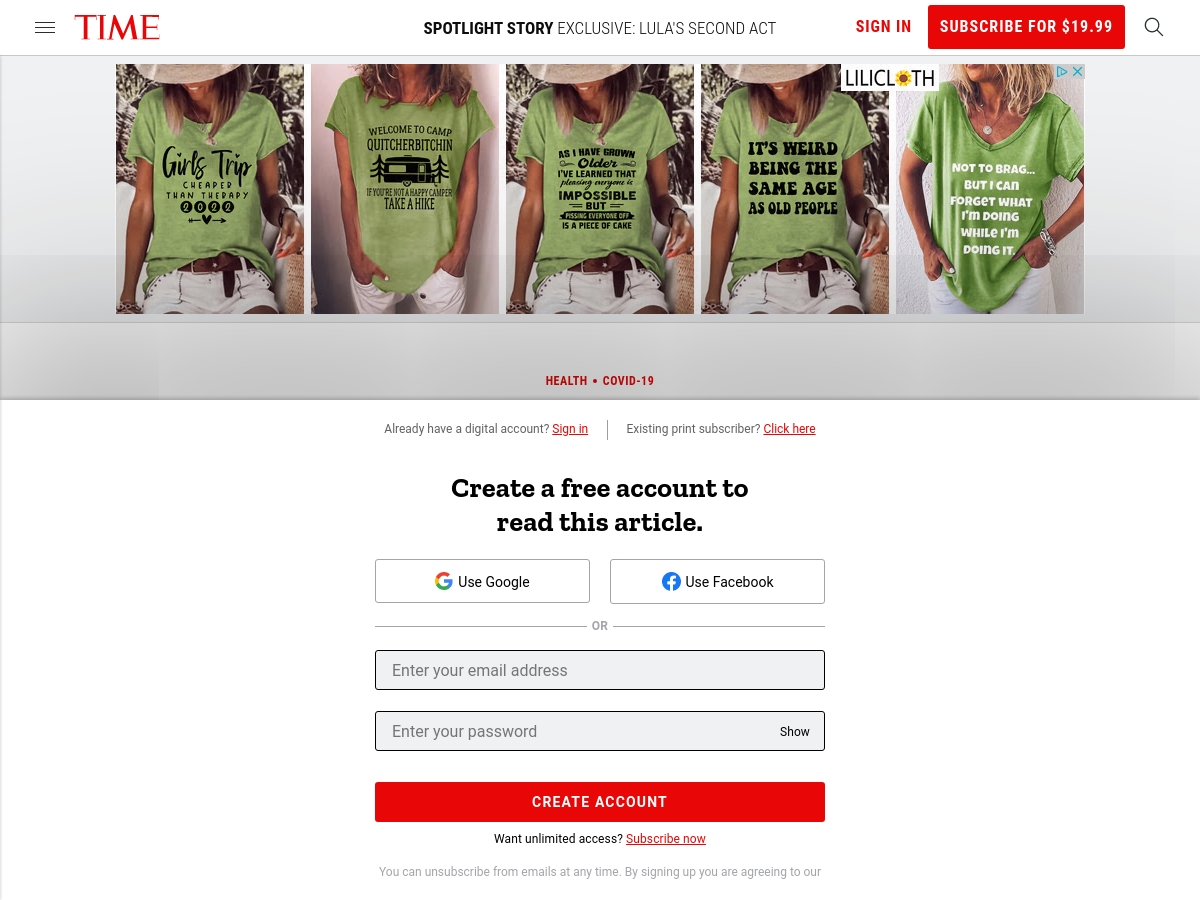 TIME
SPOTLIGHT STORY EXCLUSIVE: LULA'S SECOND ACT
SIGN IN
SUBSCRIBE FOR $19.99
Girls Trip
CHEAPER
THAN THERAPY
2022
WELCOME TO CAMP
QUITCHERBITCHIN
IF YOU'RE NOT A HAPPY CAMPER
TAKE A HIKE
AS I HAVE GROWN
Older
I'VE LEARNED THAT
pleasing everyone is
IMPOSSIBLE
BUT
PISSING EVERYONE OFF
IS A PIECE OF CAKE
IT'S WEIRD
BEING THE
SAME AGE
AS OLD PEOPLE
LILICLOTH
NOT TO BRAG...
BUT I CAN
FORGET WHAT
I'M DOING
WHILE I'M
DOING IT.
HEALTH • COVID-19
Already have a digital account? Sign in
Existing print subscriber? Click here
Create a free account to
read this article.
Use Google
Use Facebook
OR
Enter your email address
Enter your password
Show
CREATE ACCOUNT
Want unlimited access? Subscribe now
You can unsubscribe from emails at any time. By signing up you are agreeing to our